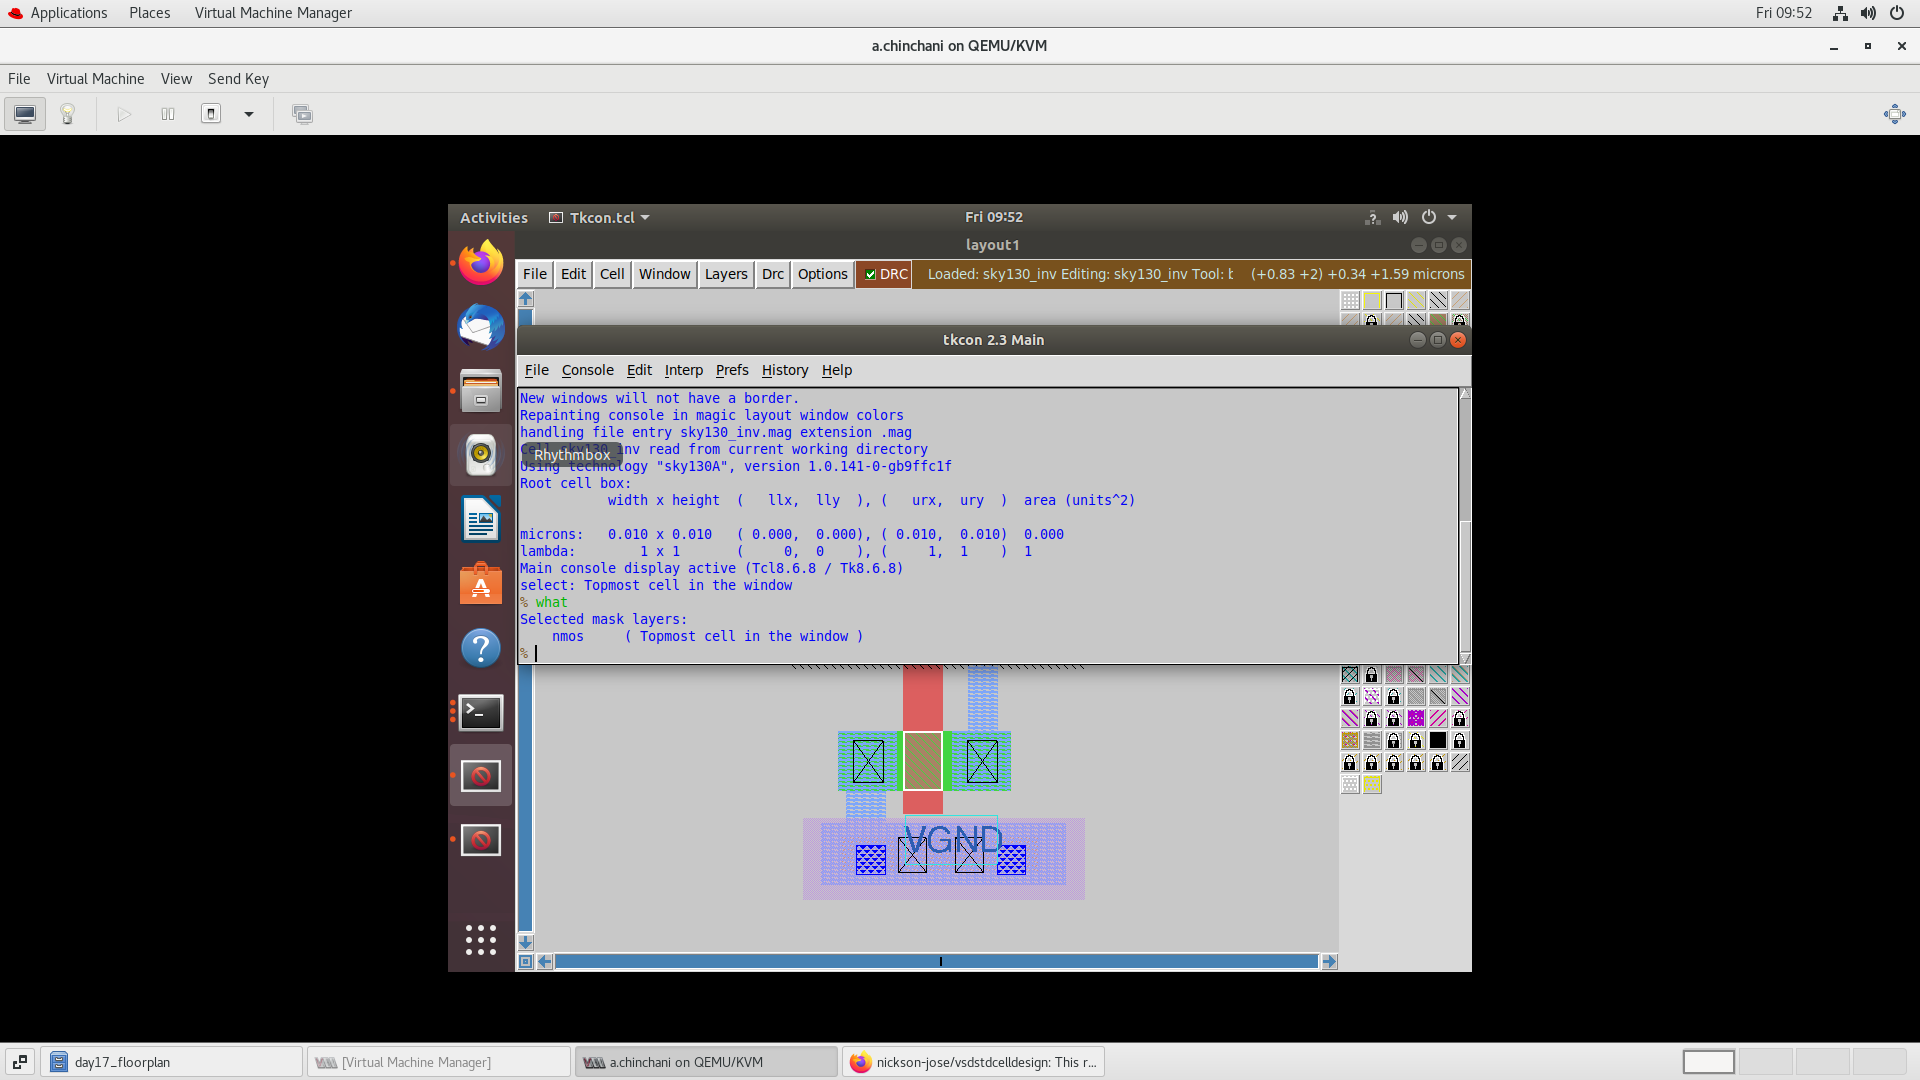 Applications Places Virtual Machine Manager Fri 09:52
a.chinchani on QEMU/KVM
File Virtual Machine View Send Key
Activities Tkcon.tcl Fri 09:52
layout1
File Edit Cell Window Layers Drc Options DRC Loaded: sky130_inv Editing: sky130_inv Tool: b (+0.83 +2) +0.34 +1.59 microns
tkcon 2.3 Main
File Console Edit Interp Prefs History Help
New windows will not have a border.
Repainting console in magic layout window colors
handling file entry sky130_inv.mag extension .mag
Cell sky130_inv read from current working directory
Rhythmbox
Using technology "sky130A", version 1.0.141-0-gb9ffc1f
Root cell box:
width x height ( llx, lly ), ( urx, ury ) area (units^2)
microns: 0.010 x 0.010 ( 0.000, 0.000), ( 0.010, 0.010) 0.000
lambda: 1 x 1 ( 0, 0 ), ( 1, 1 ) 1
Main console display active (Tcl8.6.8 / Tk8.6.8)
select: Topmost cell in the window
% what
Selected mask layers:
nmos ( Topmost cell in the window )
%
VGND
day17_floorplan [Virtual Machine Manager] a.chinchani on QEMU/KVM nickson-jose/vsdstdcelldesign: This r...